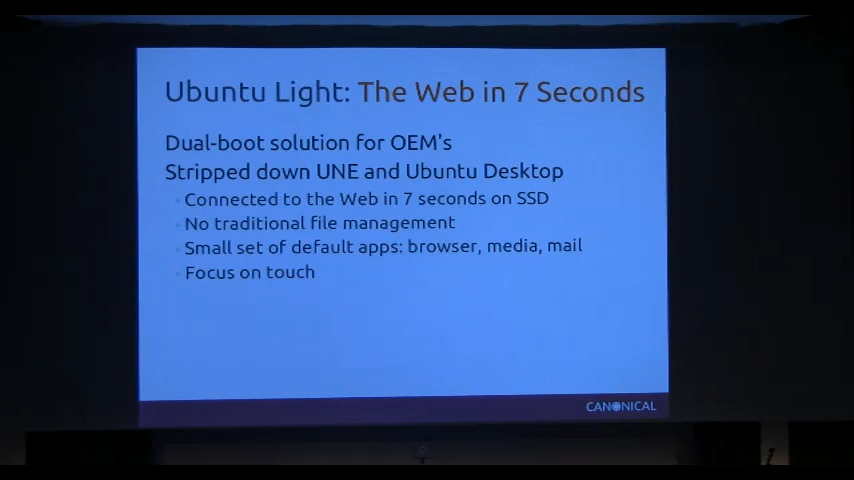 Ubuntu Light: The Web in 7 Seconds
Dual-boot solution for OEM's
Stripped down UNE and Ubuntu Desktop
Connected to the Web in 7 seconds on SSD
No traditional file management
Small set of default apps: browser, media, mail
Focus on touch
CANONICAL